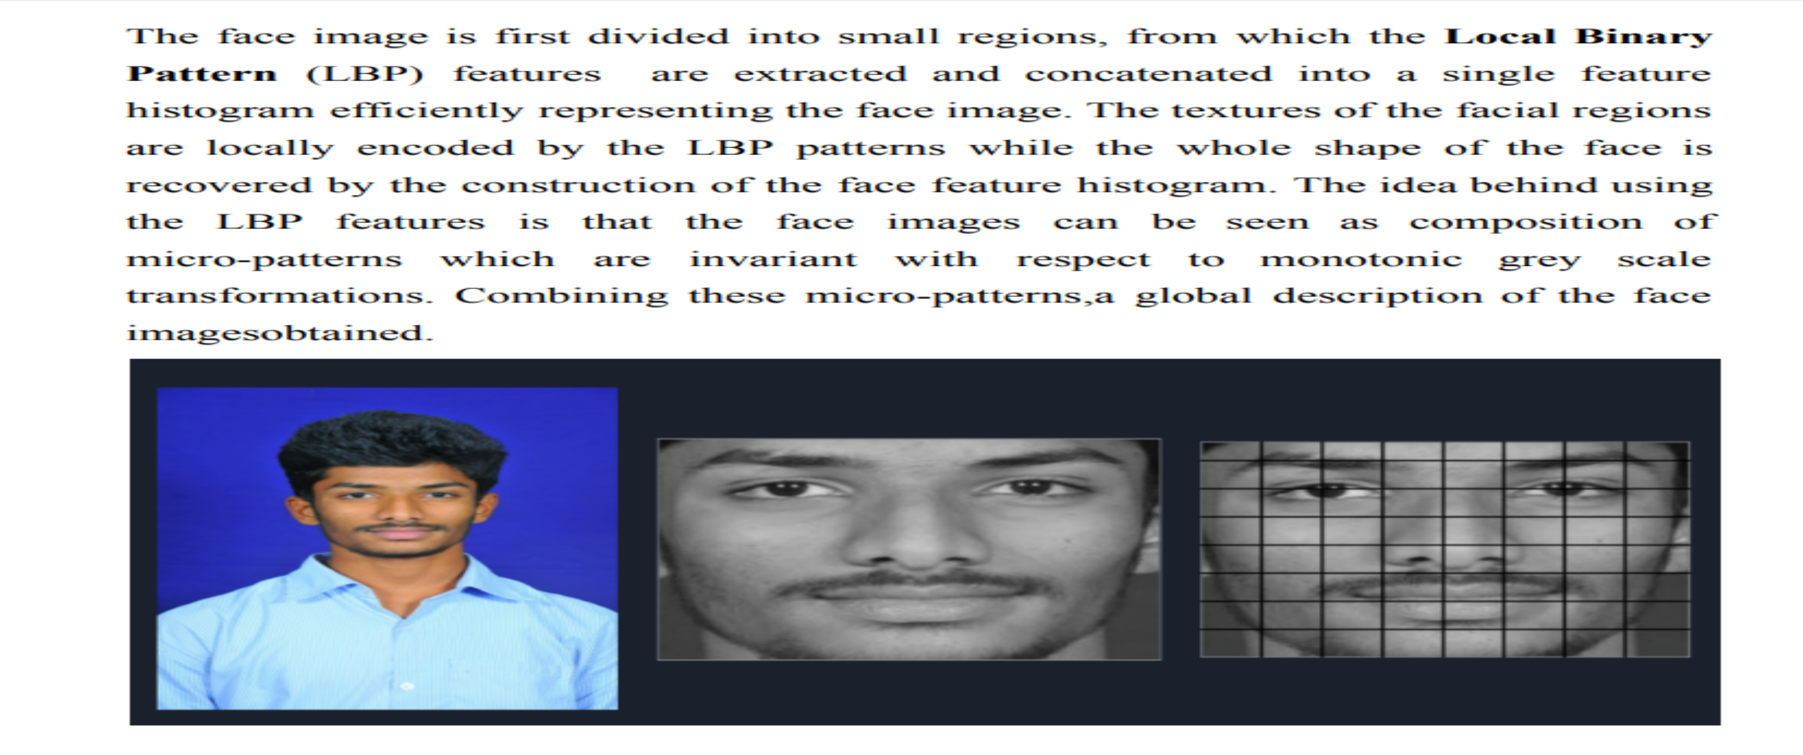 The face image is first divided into small regions, from which the Local Binary
Pattern (LBP) features are extracted and concatenated into a single feature
histogram efficiently representing the face image. The textures of the facial regions
are locally encoded by the LBP patterns while the whole shape of the face is
recovered by the construction of the face feature histogram. The idea behind using
the LBP features is that the face images can be seen as composition of
micro-patterns which are invariant with respect to monotonic grey scale
transformations. Combining these micro-patterns,a global description of the face
imagesobtained.